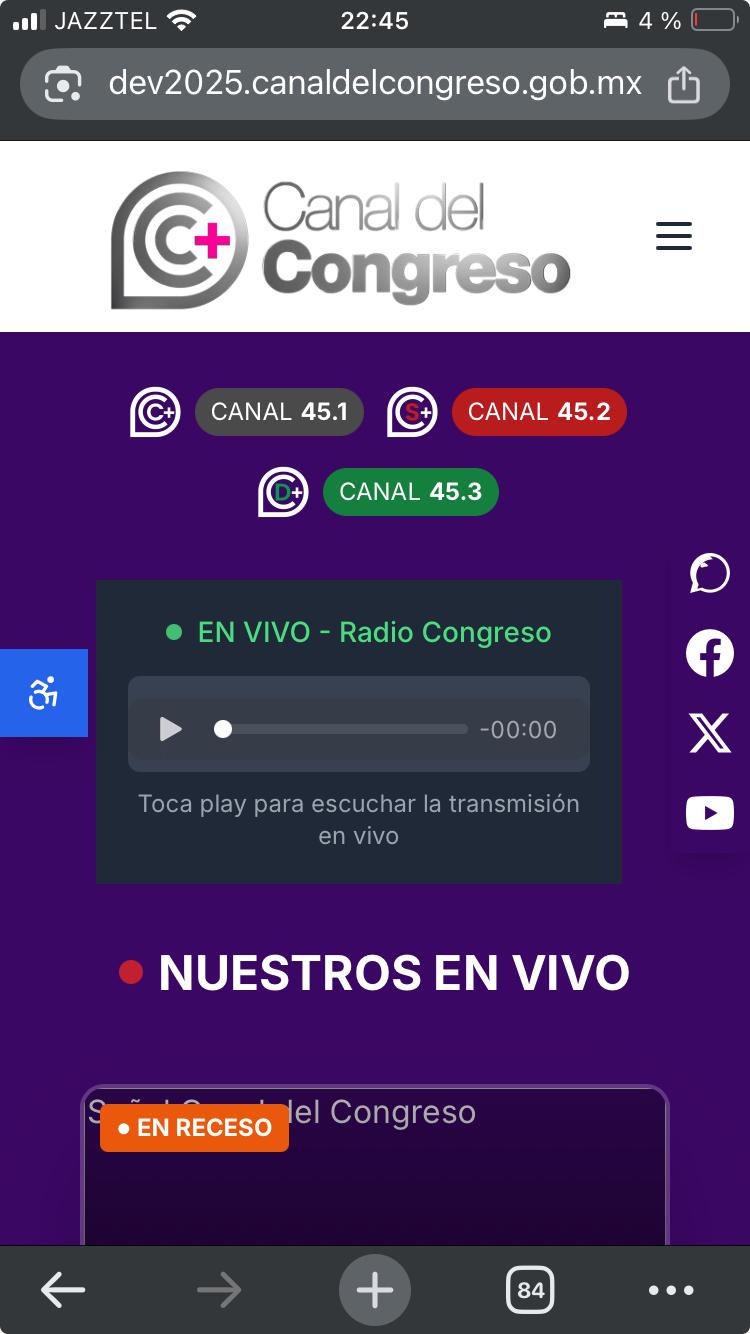 JAZZTEL 22:45 4 %
dev2025.canaldelcongreso.gob.mx
Canal del
Congreso
CANAL 45.1 CANAL 45.2
CANAL 45.3
EN VIVO - Radio Congreso
-00:00
Toca play para escuchar la transmisión
en vivo
NUESTROS EN VIVO
del Congreso
EN RECESO
84